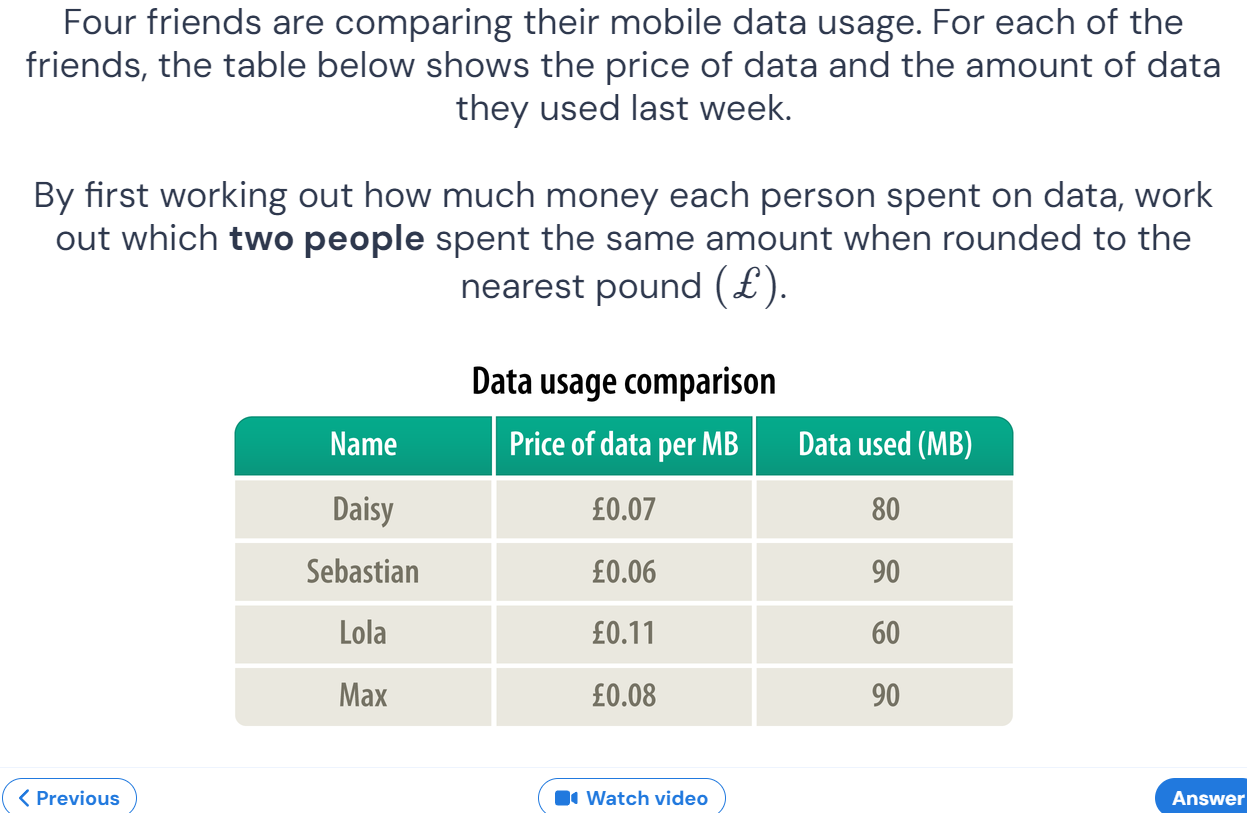 Four friends are comparing their mobile data usage. For each of the
friends, the table below shows the price of data and the amount of data
they used last week.
By first working out how much money each person spent on data, work
out which two people spent the same amount when rounded to the
nearest pound (£).
Data usage comparison
Name Price of data per MB Data used (MB)
Daisy £0.07 80
Sebastian £0.06 90
Lola £0.11 60
Max £0.08 90
Previous Watch video Answer